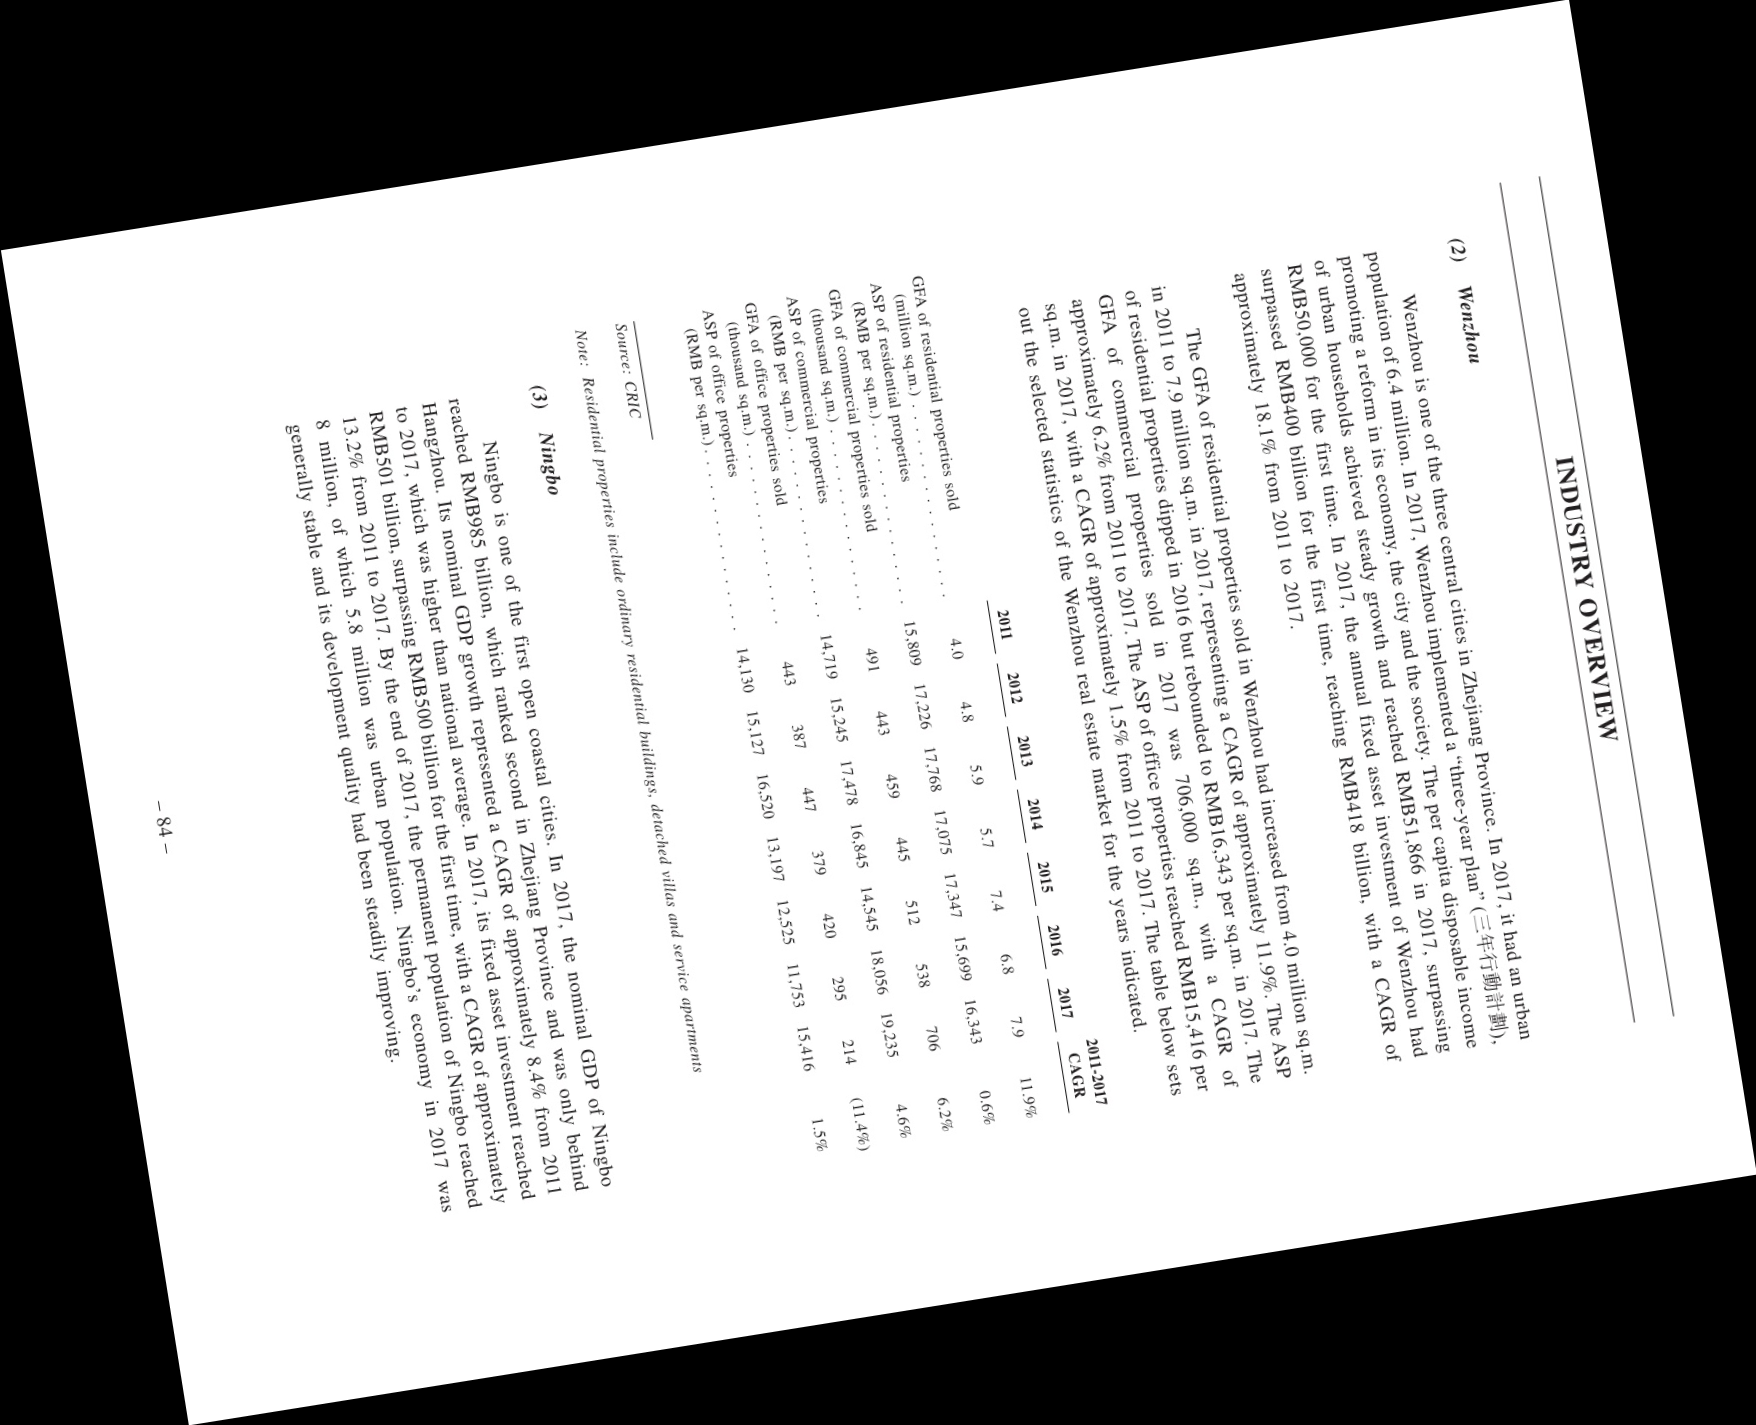 INDUSTRY OVERVIEW
(2) Wenzhou
Wenzhou is one of the three central cities in Zhejiang Province. In 2017, it had an urban
population of 6.4 million. In 2017, Wenzhou implemented a “three-year plan” (三年行動計劃),
promoting a reform in its economy, the city and the society. The per capita disposable income
of urban households achieved steady growth and reached RMB51,866 in 2017, surpassing
RMB50,000 for the first time. In 2017, the annual fixed asset investment of Wenzhou had
surpassed RMB400 billion for the first time, reaching RMB418 billion, with a CAGR of
approximately 18.1% from 2011 to 2017.
The GFA of residential properties sold in Wenzhou had increased from 4.0 million sq.m.
in 2011 to 7.9 million sq.m. in 2017, representing a CAGR of approximately 11.9%. The ASP
of residential properties dipped in 2016 but rebounded to RMB16,343 per sq.m. in 2017. The
GFA of commercial properties sold in 2017 was 706,000 sq.m., with a CAGR of
approximately 6.2% from 2011 to 2017. The ASP of office properties reached RMB15,416 per
sq.m. in 2017, with a CAGR of approximately 1.5% from 2011 to 2017. The table below sets
out the selected statistics of the Wenzhou real estate market for the years indicated.
2011 2012 2013 2014 2015 2016 2017 2011-2017 CAGR
GFA of residential properties sold
(million sq.m.) . . . . . . . . . . . . . . . . . 4.0 4.8 5.9 5.7 7.4 6.8 7.9 11.9%
ASP of residential properties
(RMB per sq.m.) . . . . . . . . . . . . . . . . 15,809 17,226 17,768 17,075 17,347 15,699 16,343 0.6%
GFA of commercial properties sold
(thousand sq.m.) . . . . . . . . . . . . . . . . 491 443 459 445 512 538 706 6.2%
ASP of commercial properties
(RMB per sq.m.) . . . . . . . . . . . . . . . . 14,719 15,245 17,478 16,845 14,545 18,056 19,235 4.6%
GFA of office properties sold
(thousand sq.m.) . . . . . . . . . . . . . . . . 443 387 447 379 420 295 214 (11.4%)
ASP of office properties
(RMB per sq.m.) . . . . . . . . . . . . . . . . 14,130 15,127 16,520 13,197 12,525 11,753 15,416 1.5%
Source: CRIC
Note: Residential properties include ordinary residential buildings, detached villas and service apartments
(3) Ningbo
Ningbo is one of the first open coastal cities. In 2017, the nominal GDP of Ningbo
reached RMB985 billion, which ranked second in Zhejiang Province and was only behind
Hangzhou. Its nominal GDP growth represented a CAGR of approximately 8.4% from 2011
to 2017, which was higher than national average. In 2017, its fixed asset investment reached
RMB501 billion, surpassing RMB500 billion for the first time, with a CAGR of approximately
13.2% from 2011 to 2017. By the end of 2017, the permanent population of Ningbo reached
8 million, of which 5.8 million was urban population. Ningbo’s economy in 2017 was
generally stable and its development quality had been steadily improving.
– 84 –